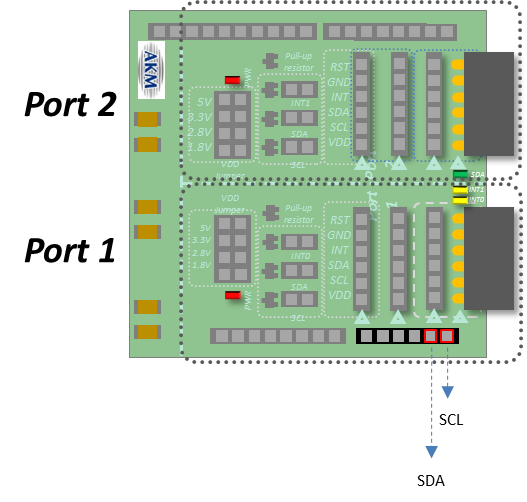 AKM
Port 2
Pull-up
resistor
PWR
5V
3.3V
2.8V
1.8V
VDD
Jumper
INT1
SDA
SCL
RST
GND
INT
SDA
SCL
VDD
SDA
INT1
INT0
Port 1
VDD
Jumper
5V
3.3V
2.8V
1.8V
PWR
Pull-up
resistor
INT0
SDA
SCL
RST
GND
INT
SDA
SCL
VDD
SCL
SDA